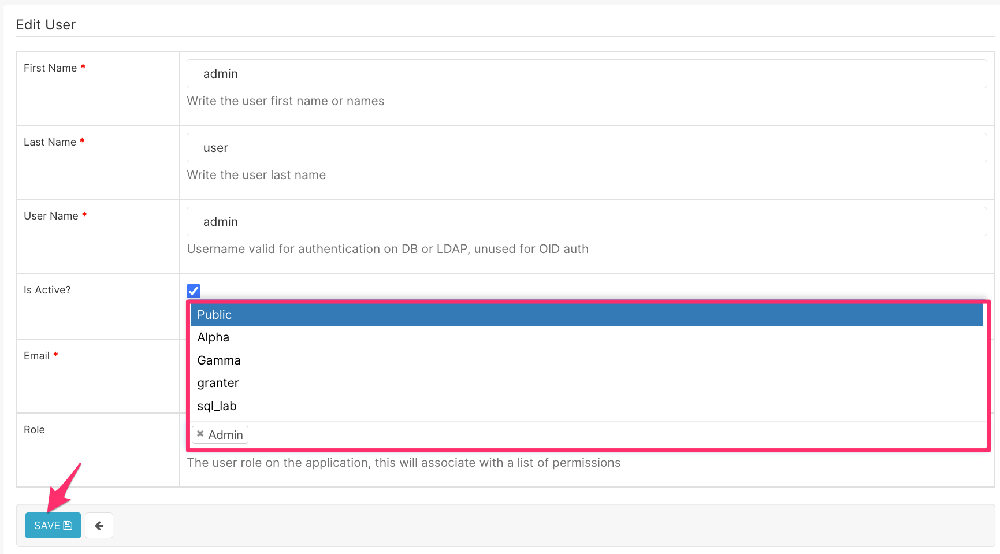 Edit User
First Name *
admin
Write the user first name or names
Last Name *
user
Write the user last name
User Name *
admin
Username valid for authentication on DB or LDAP, unused for OID auth
Is Active?
Public
Alpha
Gamma
granter
sql_lab
Email *
Role
Admin
The user role on the application, this will associate with a list of permissions
SAVE